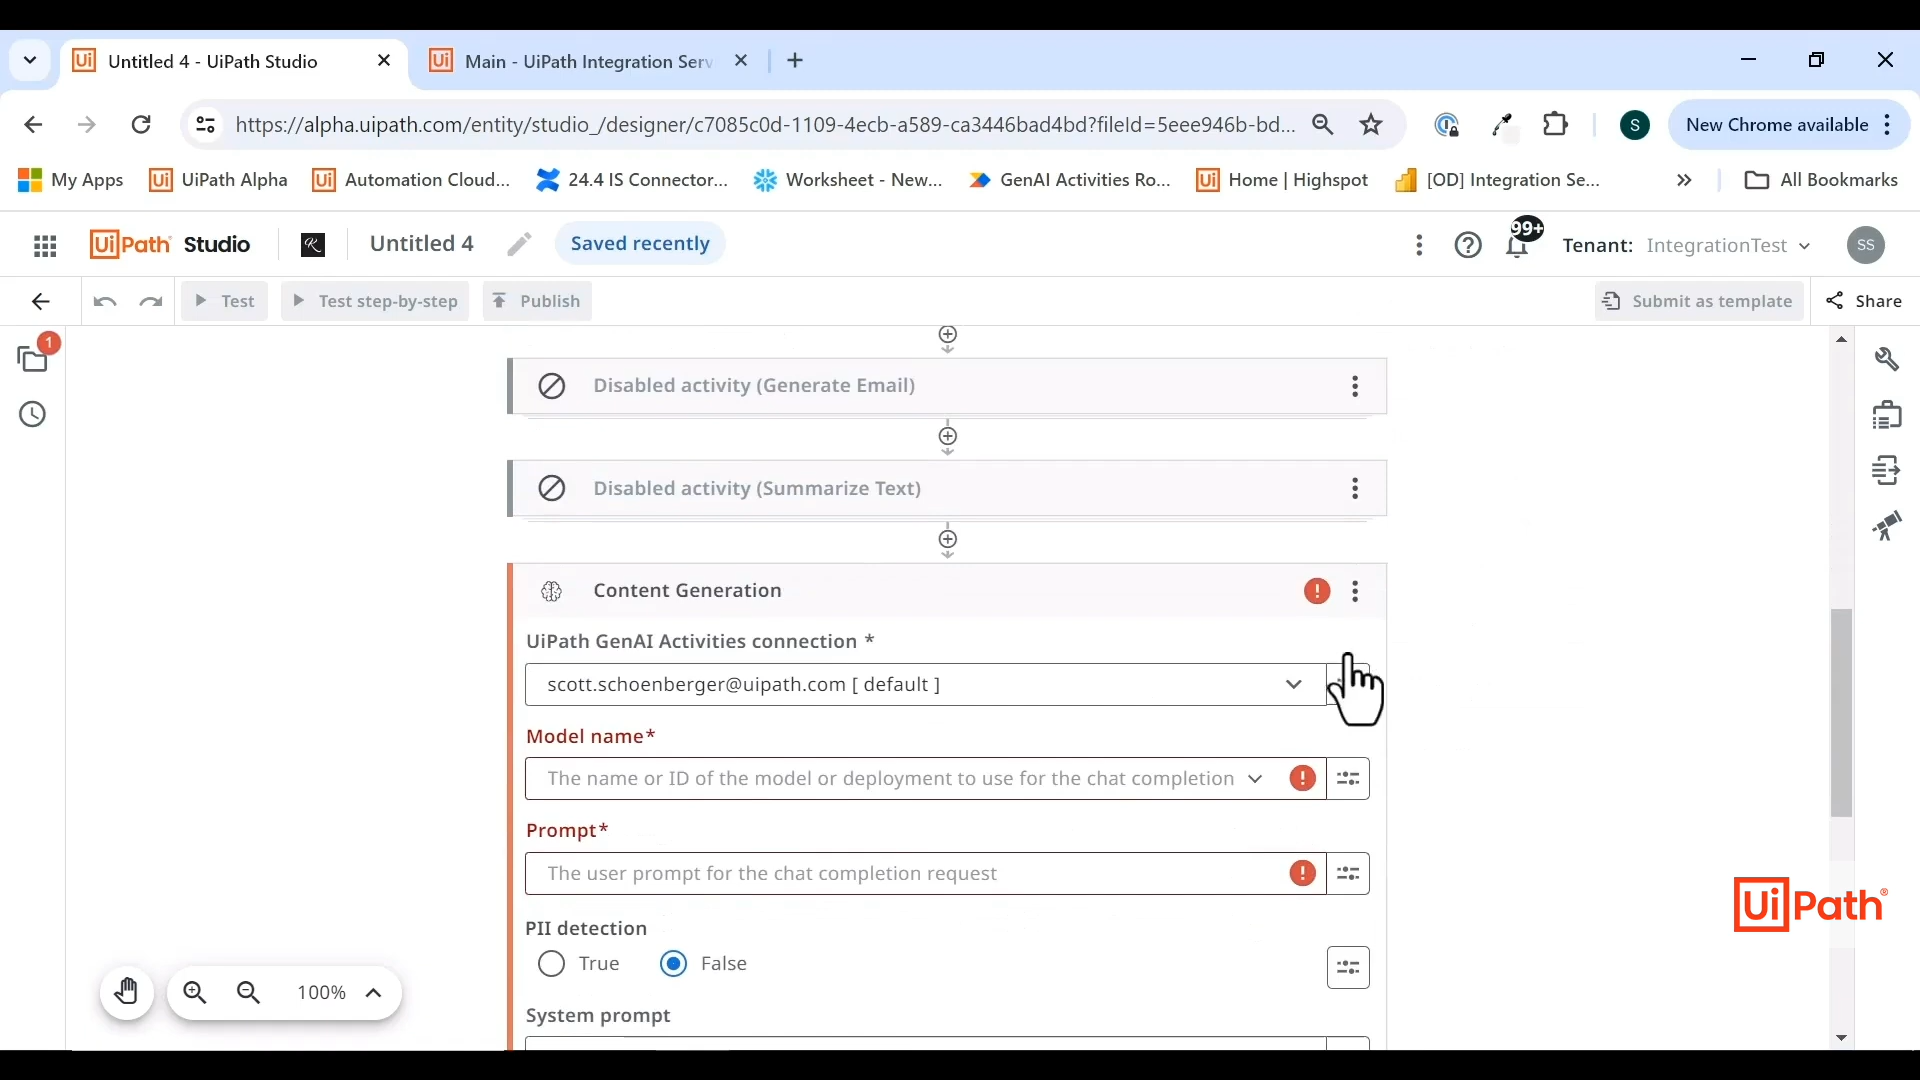 Untitled 4 - UiPath Studio
Main - UiPath Integration Serv
https://alpha.uipath.com/entity/studio_/designer/c7085c0d-1109-4ecb-a589-ca3446bad4bd?fileId=5eee946b-bd...
S
New Chrome available
My Apps
UiPath Alpha
Automation Cloud...
24.4 IS Connector...
Worksheet - New...
GenAI Activities Ro...
Home | Highspot
[OD] Integration Se...
All Bookmarks
UiPath Studio
Untitled 4
Saved recently
99+
Tenant: IntegrationTest
SS
Test
Test step-by-step
Publish
Submit as template
Share
1
Disabled activity (Generate Email)
Disabled activity (Summarize Text)
Content Generation
UiPath GenAI Activities connection *
scott.schoenberger@uipath.com [ default ]
Model name*
The name or ID of the model or deployment to use for the chat completion
Prompt*
The user prompt for the chat completion request
PII detection
True
False
System prompt
100%
UiPath